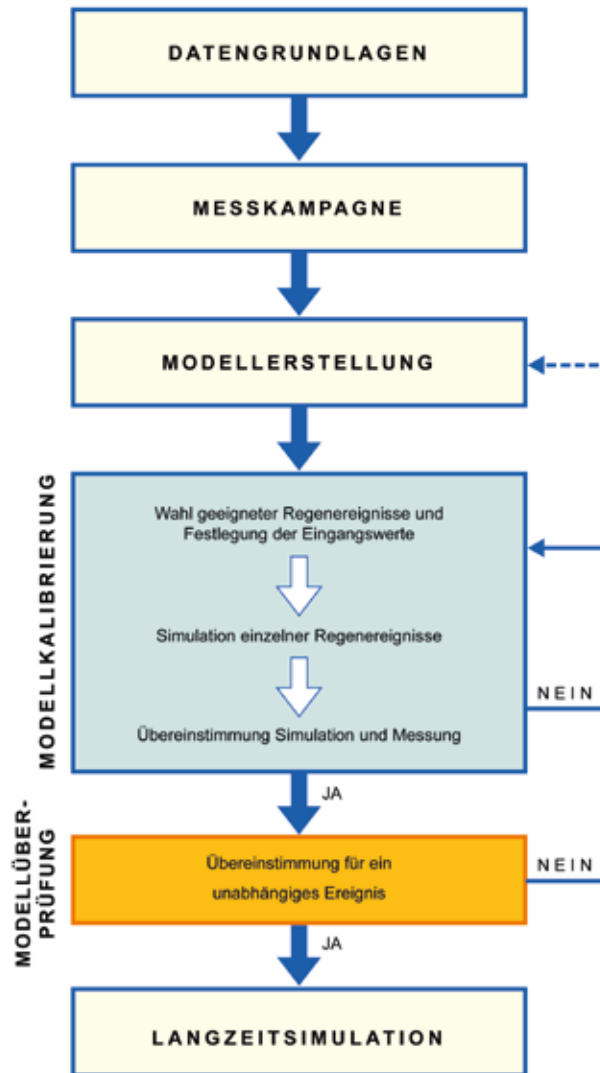 DATENGRUNDLAGEN
MESSKAMPAGNE
MODELLERSTELLUNG
MODELLKALIBRIERUNG
Wahl geeigneter Regenereignisse und
Festlegung der Eingangswerte
Simulation einzelner Regenereignisse
Übereinstimmung Simulation und Messung
NEIN
JA
MODELLÜBER-
PRÜFUNG
Übereinstimmung für ein
unabhängiges Ereignis
NEIN
JA
LANGZEITSIMULATION